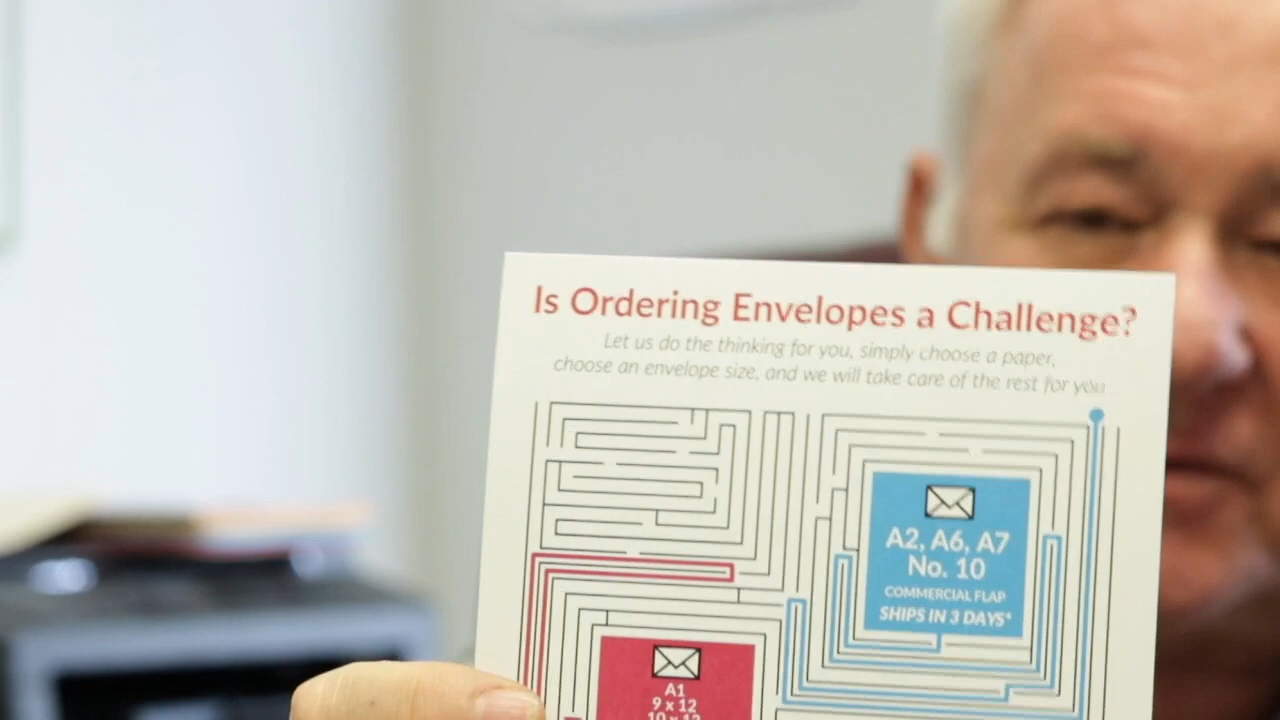 Is Ordering Envelopes a Challenge?
Let us do the thinking for you, simply choose a paper,
choose an envelope size, and we will take care of the rest for you
A2, A6, A7
No. 10
COMMERCIAL FLAP
SHIPS IN 3 DAYS*
A1
9 x 12
10 x 13